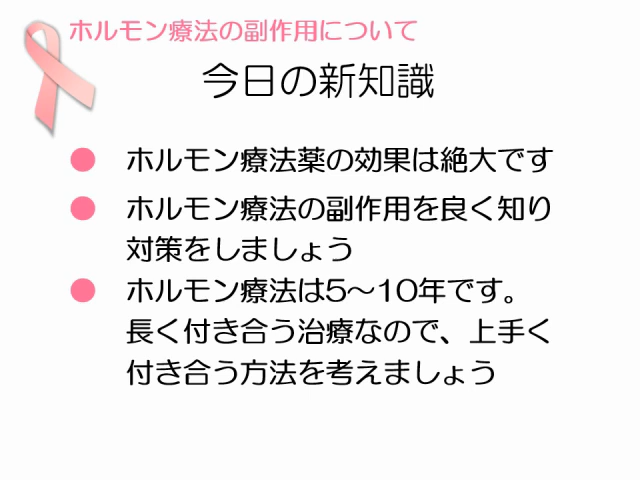 ホルモン療法の副作用について
今日の新知識
● ホルモン療法薬の効果は絶大です
● ホルモン療法の副作用を良く知り
対策をしましょう
● ホルモン療法は5〜10年です。
長く付き合う治療なので、上手く
付き合う方法を考えましょう